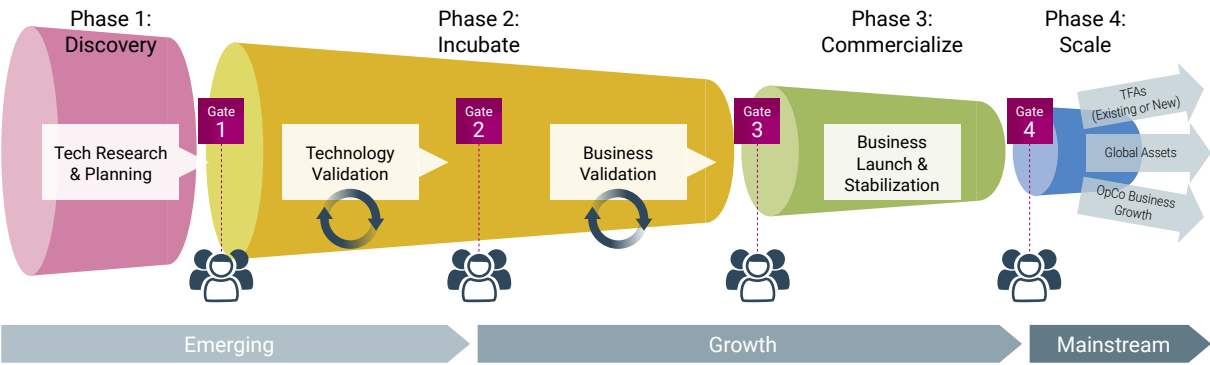 Phase 1:
Discovery
Phase 2:
Incubate
Phase 3:
Commercialize
Phase 4:
Scale
Gate
1
Gate
2
Gate
3
Gate
4
Tech Research
& Planning
Technology
Validation
Business
Validation
Business
Launch &
Stabilization
TFAs
(Existing or New)
Global Assets
OpCo Business
Growth
Emerging
Growth
Mainstream